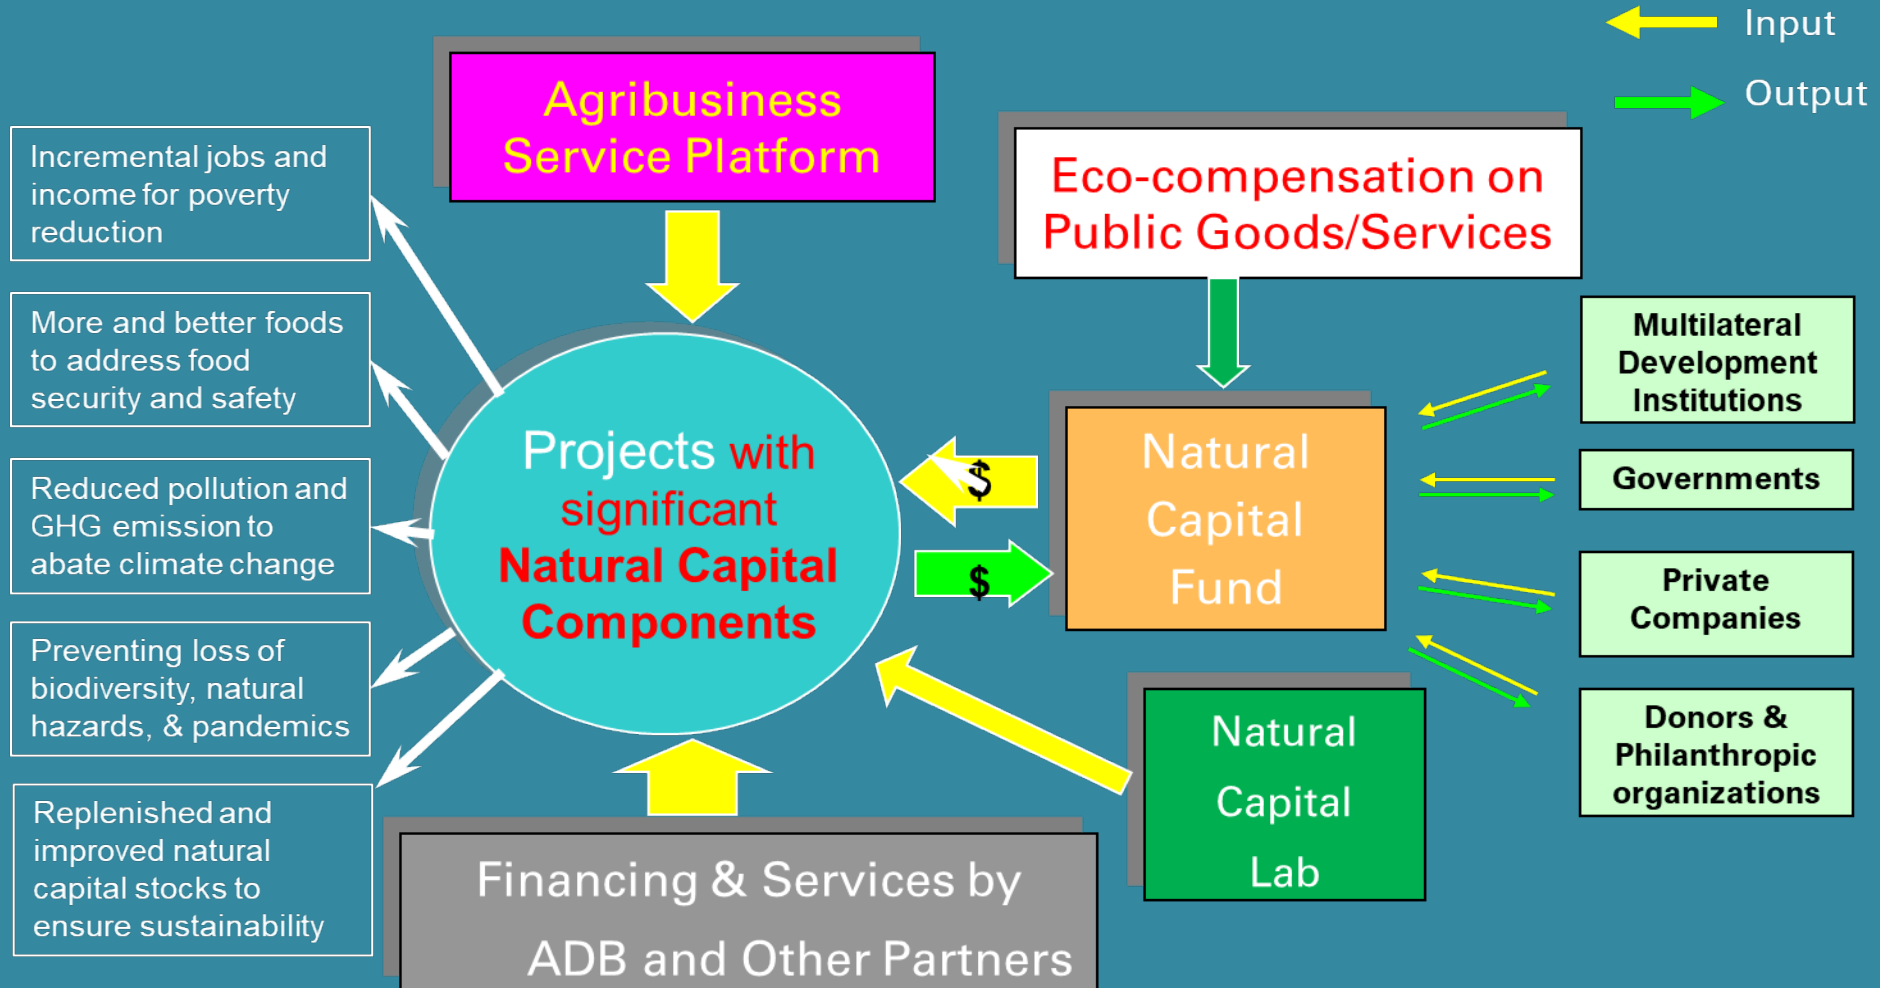 Input
Output
Agribusiness
Service Platform
Eco-compensation on
Public Goods/Services
Incremental jobs and
income for poverty
reduction
More and better foods
to address food
security and safety
Reduced pollution and
GHG emission to
abate climate change
Preventing loss of
biodiversity, natural
hazards, & pandemics
Replenished and
improved natural
capital stocks to
ensure sustainability
Projects with
significant
Natural Capital
Components
$
$
Natural
Capital
Fund
Multilateral
Development
Institutions
Governments
Private
Companies
Donors &
Philanthropic
organizations
Natural
Capital
Lab
Financing & Services by
ADB and Other Partners